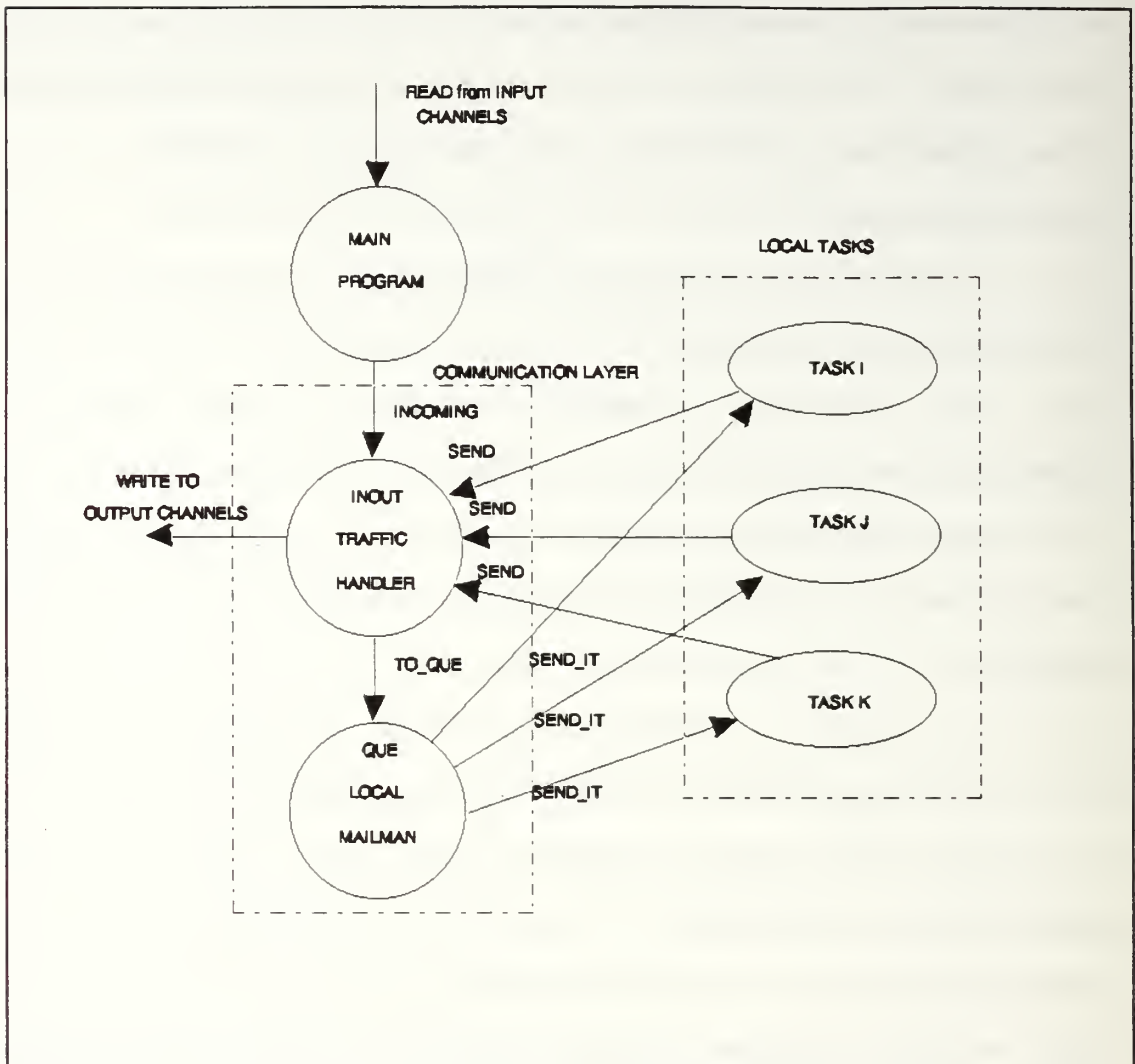 READ from INPUT
CHANNELS
MAIN
PROGRAM
LOCAL TASKS
COMMUNICATION LAYER
INCOMING
TASK I
SEND
WRITE TO
OUTPUT CHANNELS
INOUT
TRAFFIC
HANDLER
SEND
TASK J
SEND
TO_QUE
SEND_IT
TASK K
SEND_IT
QUE
LOCAL
MAILMAN
SEND_IT